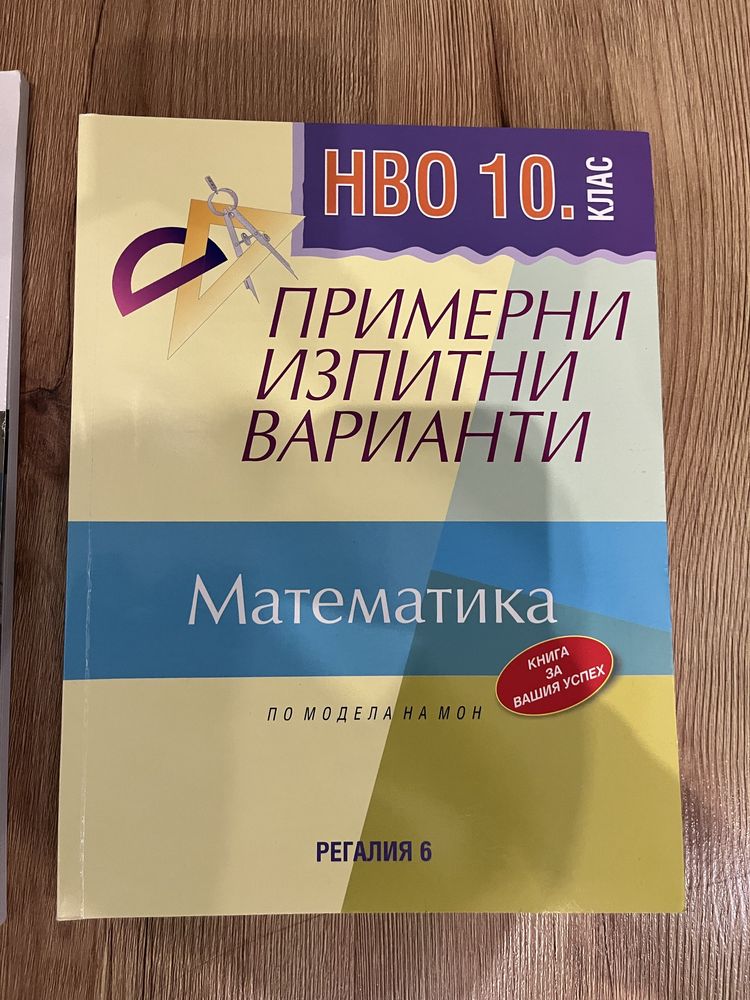 НВО 10. КЛАС
ПРИМЕРНИ
ИЗПИТНИ
ВАРИАНТИ
Математика
КНИГА
ЗА
ВАШИЯ УСПЕХ
ПО МОДЕЛА НА МОН
РЕГАЛИЯ 6